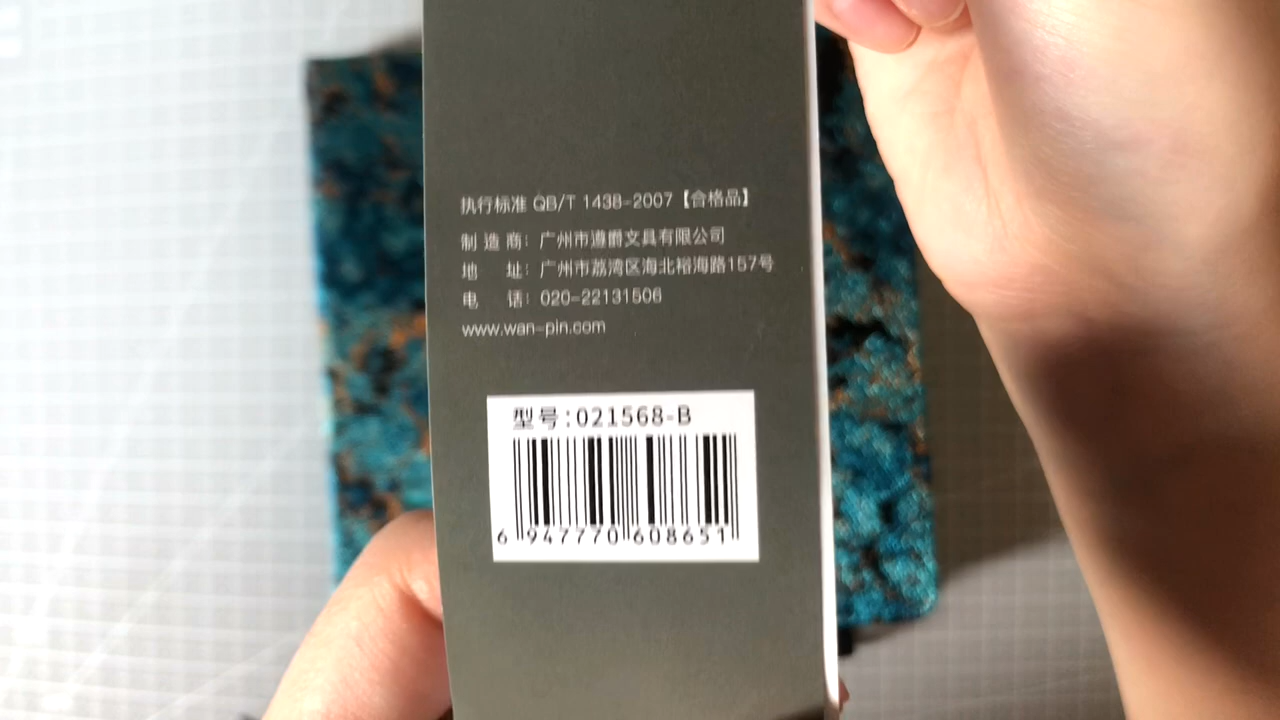 执行标准 QB/T 1438-2007【合格品】
制 造 商：广州市遵爵文具有限公司
地 址：广州市荔湾区海北裕海路157号
电 话：020-22131506
www.wan-pin.com
型号:021568-B
6 947770 608651